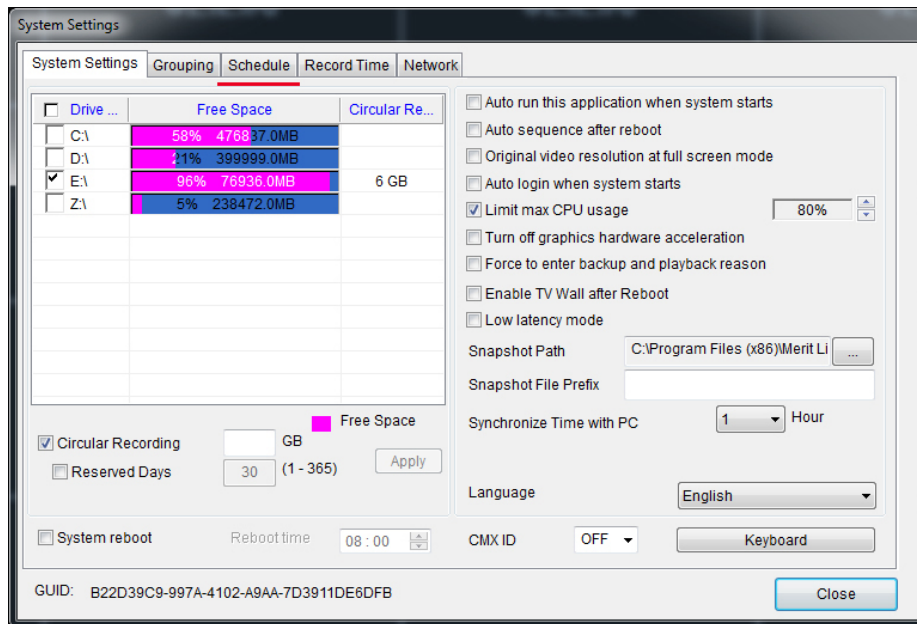 System Settings
System Settings Grouping Schedule Record Time Network
Drive ... Free Space Circular Re...
C:\ 58% 476837.0MB
D:\ 21% 399999.0MB
E:\ 96% 76936.0MB 6 GB
Z:\ 5% 238472.0MB
Free Space
Circular Recording GB
Reserved Days 30 (1 - 365) Apply
System reboot Reboot time 08 : 00
Auto run this application when system starts
Auto sequence after reboot
Original video resolution at full screen mode
Auto login when system starts
Limit max CPU usage 80%
Turn off graphics hardware acceleration
Force to enter backup and playback reason
Enable TV Wall after Reboot
Low latency mode
Snapshot Path C:\Program Files (x86)\Merit Li ...
Snapshot File Prefix
Synchronize Time with PC 1 Hour
Language English
CMX ID OFF Keyboard
GUID: B22D39C9-997A-4102-A9AA-7D3911DE6DFB
Close